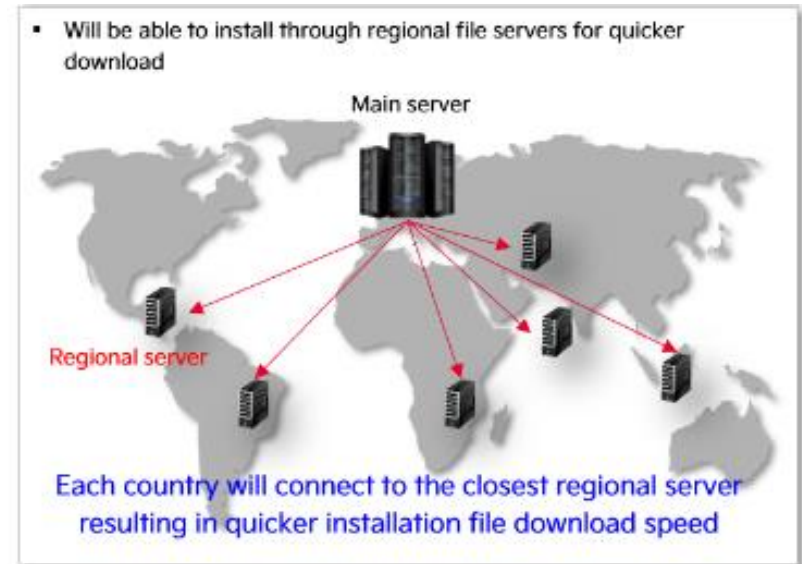 ▪ Will be able to install through regional file servers for quicker
download
Main server
Regional server
Each country will connect to the closest regional server
resulting in quicker installation file download speed